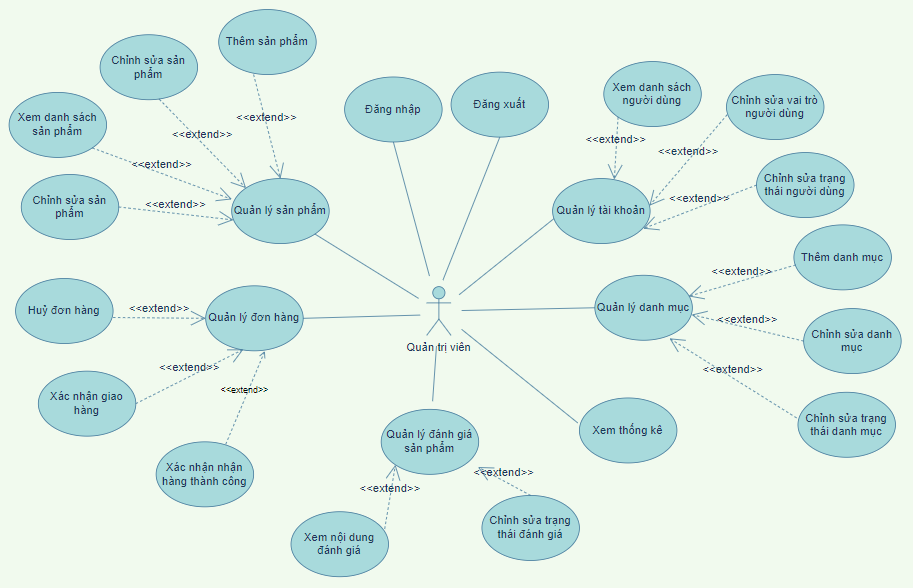 Thêm sản phẩm
Chỉnh sửa sản
phẩm
Xem danh sách
sản phẩm
Chỉnh sửa sản
phẩm
<<extend>>
<<extend>>
<<extend>>
<<extend>>
Quản lý sản phẩm
Đăng nhập
Đăng xuất
Xem danh sách
người dùng
Chỉnh sửa vai trò
người dùng
Chỉnh sửa trạng
thái người dùng
<<extend>>
<<extend>>
<<extend>>
Quản lý tài khoản
Thêm danh mục
<<extend>>
Quản lý danh mục
<<extend>>
Chỉnh sửa danh
mục
<<extend>>
Chỉnh sửa trạng
thái danh mục
Huỷ đơn hàng
<<extend>>
Quản lý đơn hàng
<<extend>>
<<extend>>
Xác nhận giao
hàng
Xác nhận nhận
hàng thành công
Quản trị viên
Quản lý đánh giá
sản phẩm
Xem thống kê
<<extend>>
<<extend>>
Xem nội dung
đánh giá
Chỉnh sửa trạng
thái đánh giá